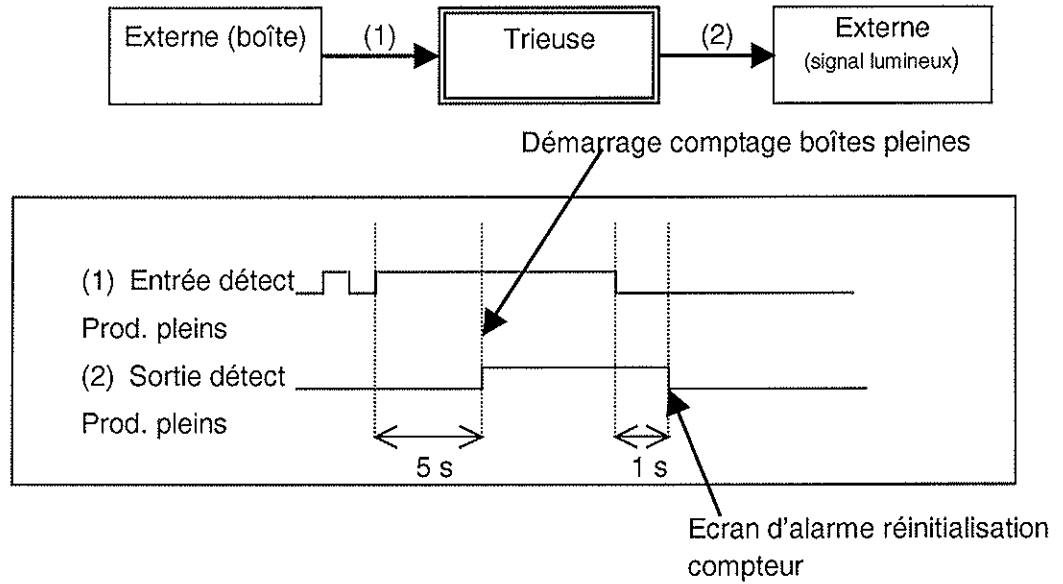 Externe (boîte)
(1)
Trieuse
(2)
Externe
(signal lumineux)
Démarrage comptage boîtes pleines
(1) Entrée détect
Prod. pleins
(2) Sortie détect
Prod. pleins
5 s
1 s
Ecran d'alarme réinitialisation
compteur